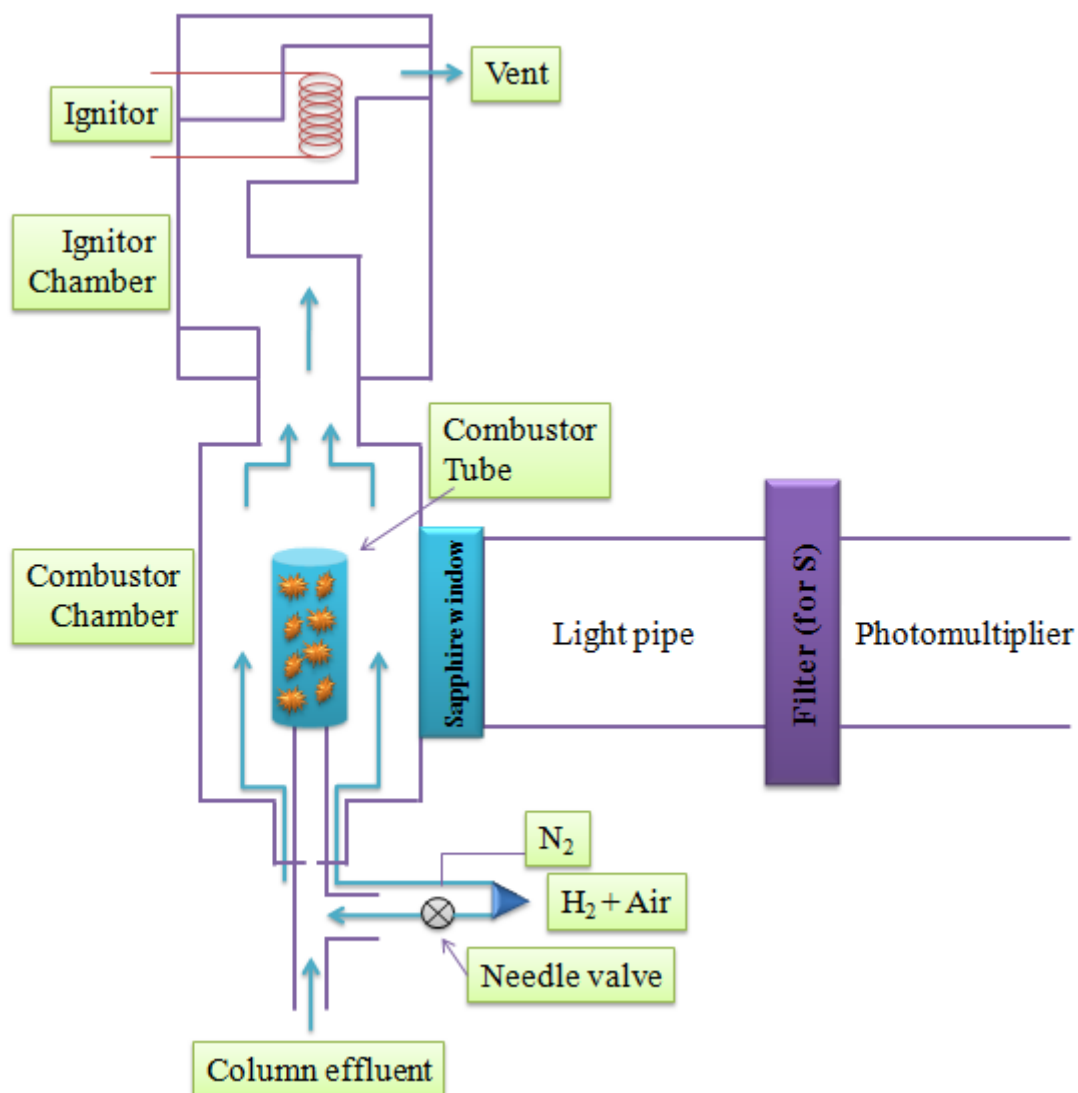 Vent
Ignitor
Ignitor
Chamber
Combustor
Tube
Combustor
Chamber
Sapphire window
Light pipe
Filter (for S)
Photomultiplier
N₂
H₂ + Air
Needle valve
Column effluent